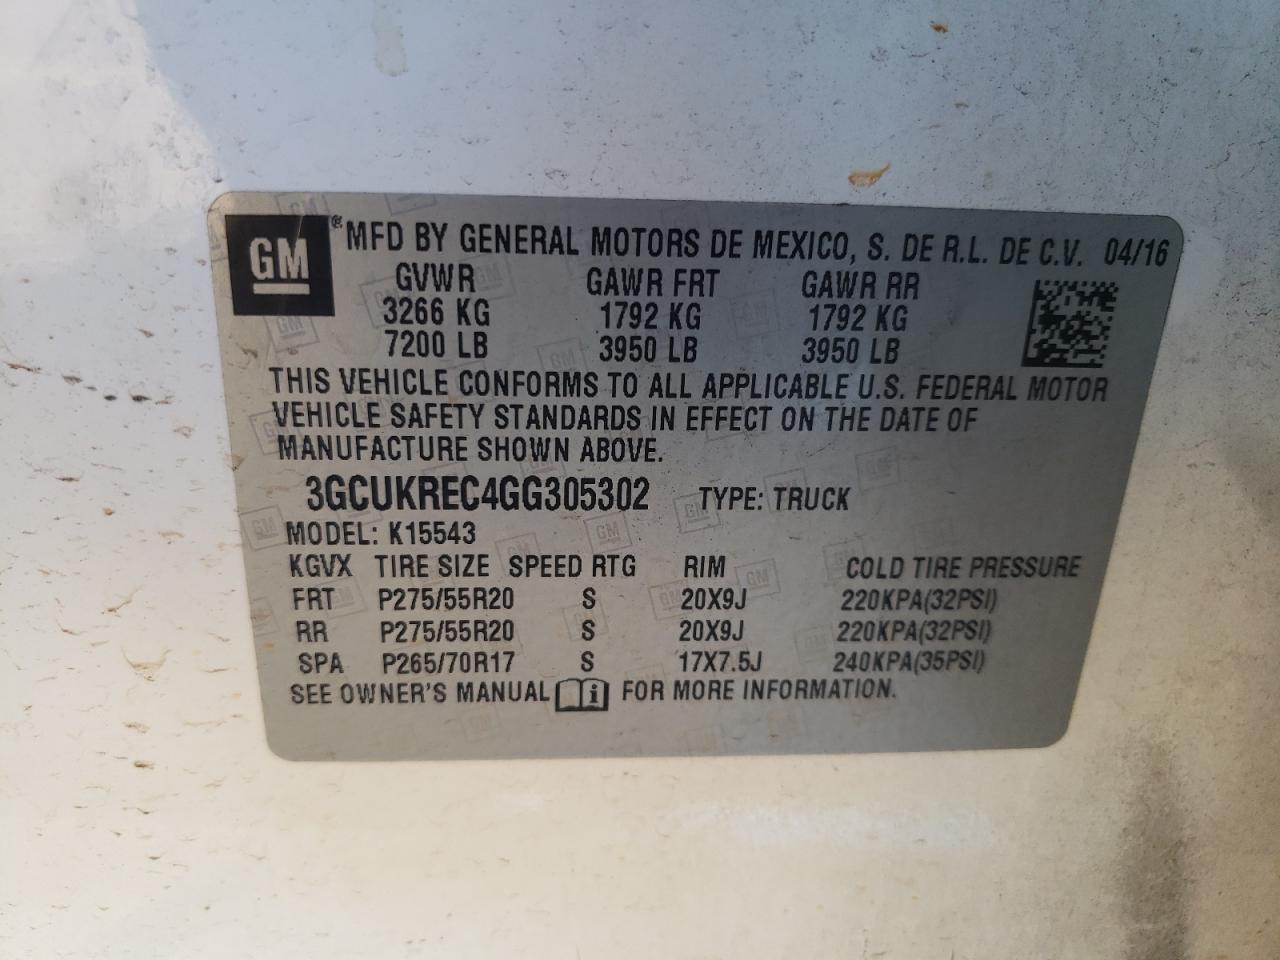 GM ® MFD BY GENERAL MOTORS DE MEXICO, S. DE R.L. DE C.V. 04/16
GVWR GAWR FRT GAWR RR
3266 KG 1792 KG 1792 KG
7200 LB 3950 LB 3950 LB
THIS VEHICLE CONFORMS TO ALL APPLICABLE U.S. FEDERAL MOTOR
VEHICLE SAFETY STANDARDS IN EFFECT ON THE DATE OF
MANUFACTURE SHOWN ABOVE.
3GCUKREC4GG305302 TYPE: TRUCK
MODEL: K15543
KGVX TIRE SIZE SPEED RTG RIM COLD TIRE PRESSURE
FRT P275/55R20 S 20X9J 220KPA(32PSI)
RR P275/55R20 S 20X9J 220KPA(32PSI)
SPA P265/70R17 S 17X7.5J 240KPA(35PSI)
SEE OWNER'S MANUAL i FOR MORE INFORMATION.